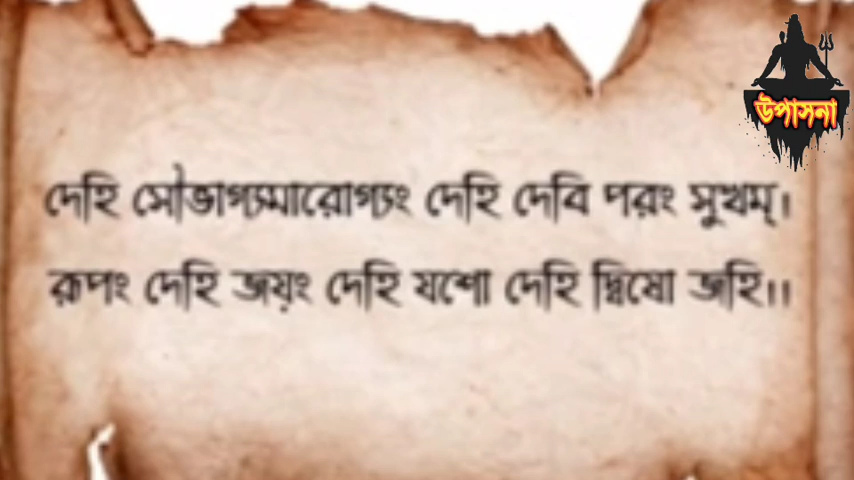 উপাসনা
দেহি সৌভাগ্যমারোগ্যং দেহি দেবি পরং সুখম্।
রূপং দেহি জয়ং দেহি যশো দেহি দ্বিষো জহি।।